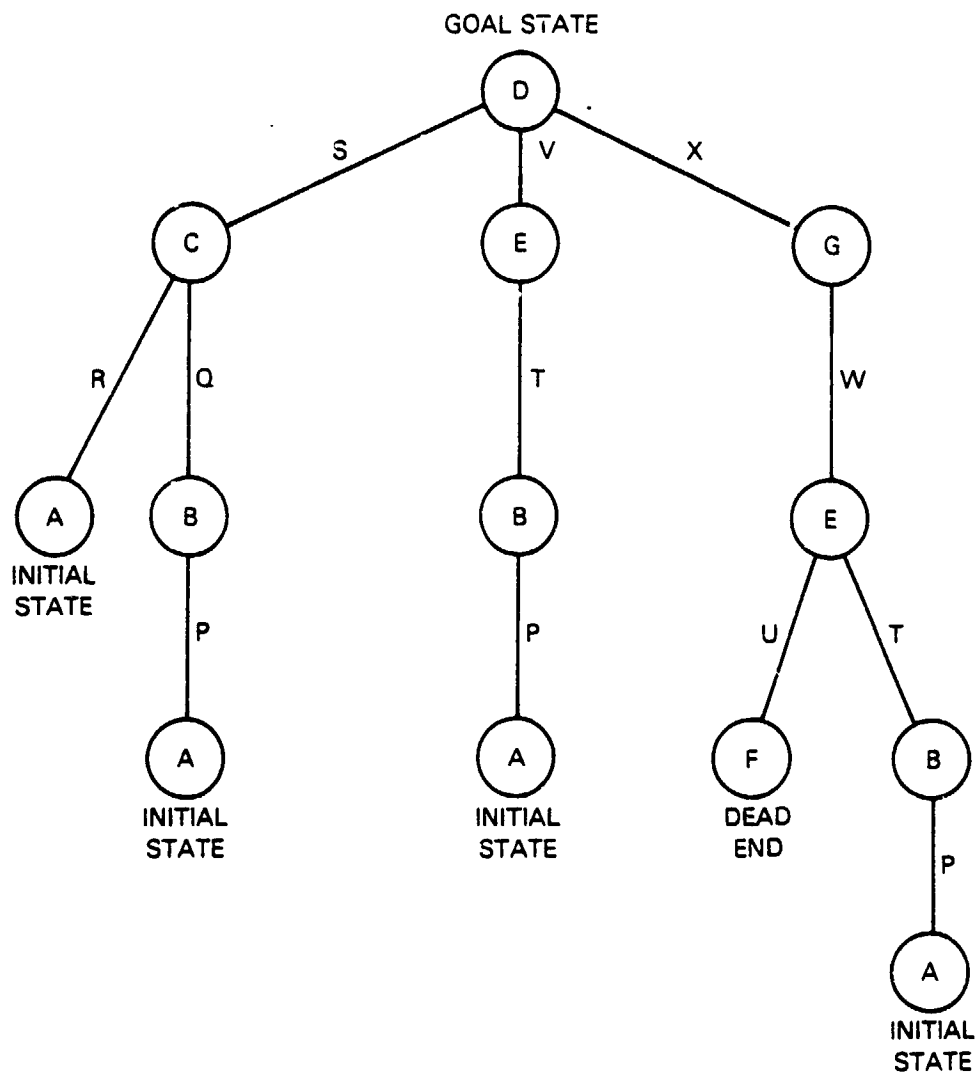 GOAL STATE
D
S
V
X
C
E
G
R
Q
T
W
A
B
B
E
INITIAL
STATE
P
P
U
T
A
A
F
B
INITIAL
STATE
INITIAL
STATE
DEAD
END
P
A
INITIAL
STATE